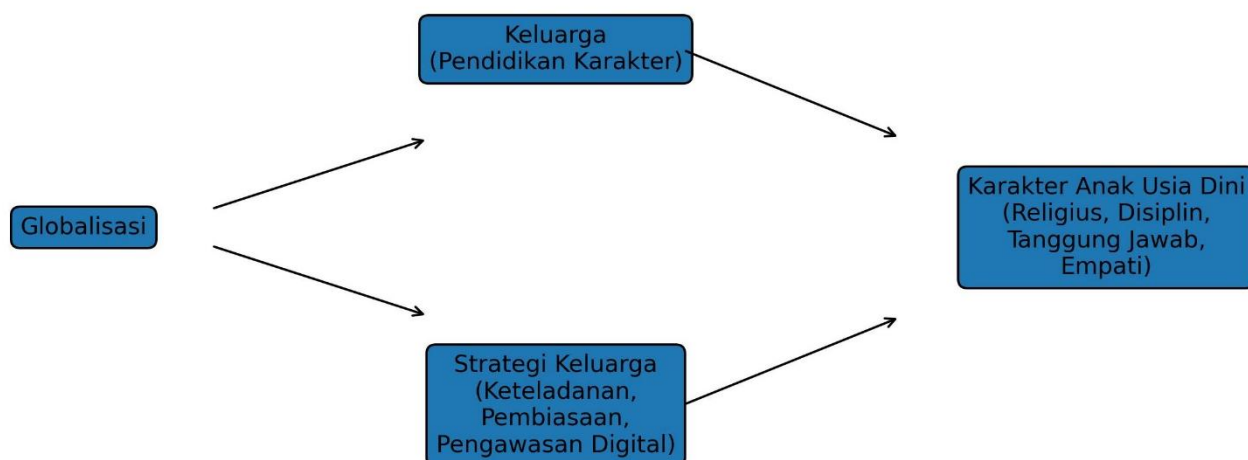 Keluarga
(Pendidikan Karakter)
Globalisasi
Karakter Anak Usia Dini
(Religius, Disiplin,
Tanggung Jawab,
Empati)
Strategi Keluarga
(Keteladanan,
Pembiasaan,
Pengawasan Digital)